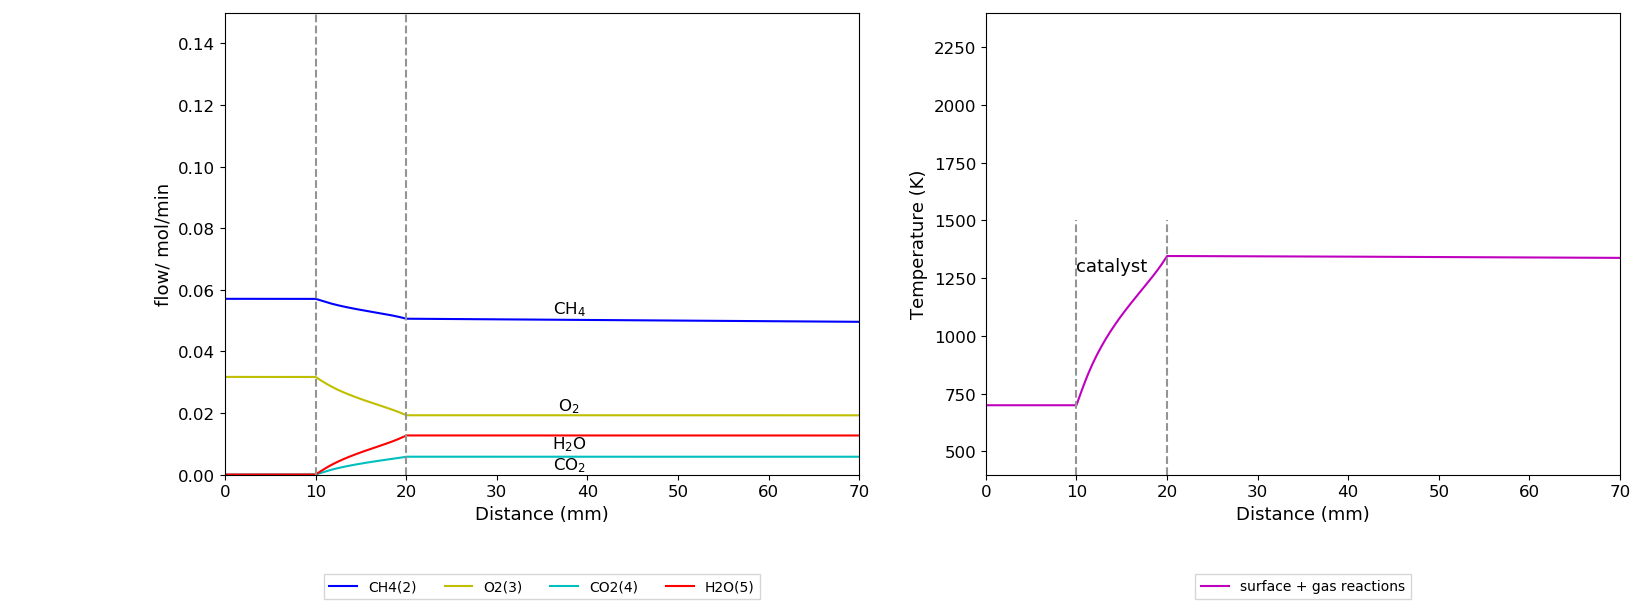 0.14
0.12
0.10
0.08
0.06
0.04
0.02
0.00
flow/ mol/min
CH₄
O₂
H₂O
CO₂
0 10 20 30 40 50 60 70
Distance (mm)
CH4(2) O2(3) CO2(4) H2O(5)
2250
2000
1750
1500
1250
1000
750
500
Temperature (K)
catalyst
0 10 20 30 40 50 60 70
Distance (mm)
surface + gas reactions